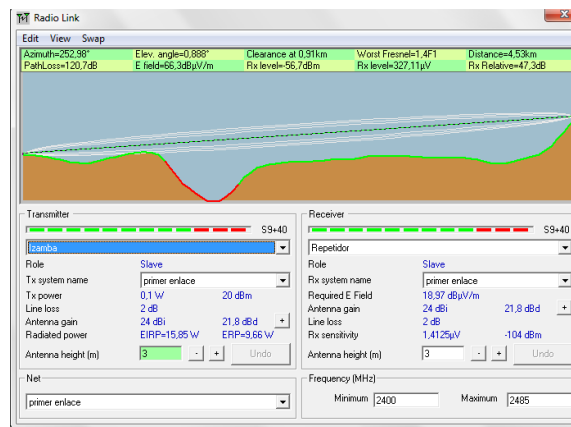 Radio Link
Edit View Swap
Azimuth=252,98° Elev. angle=0,888° Clearance at 0,91km Worst Fresnel=1,4F1 Distance=4,53km
PathLoss=120,7dB E field=66,3dBµV/m Rx level=-56,7dBm Rx level=327,11µV Rx Relative=47,3dB
Transmitter
S9+40
Izamba
Role Slave
Tx system name primer enlace
Tx power 0,1 W 20 dBm
Line loss 2 dB
Antenna gain 24 dBi 21,8 dBd +
Radiated power EIRP=15,85 W ERP=9,66 W
Antenna height (m) 3 - + Undo
Receiver
S9+40
Repetidor
Role Slave
Rx system name primer enlace
Required E Field 18,97 dBµV/m
Antenna gain 24 dBi 21,8 dBd +
Line loss 2 dB
Rx sensitivity 1,4125µV -104 dBm
Antenna height (m) 3 - + Undo
Net
primer enlace
Frequency (MHz)
Minimum 2400 Maximum 2485